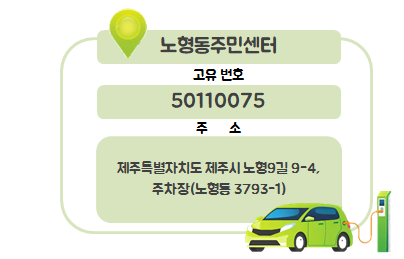 노형동주민센터
고유 번호
50110075
주 소
제주특별자치도 제주시 노형9길 9-4,
주차장(노형동 3793-1)